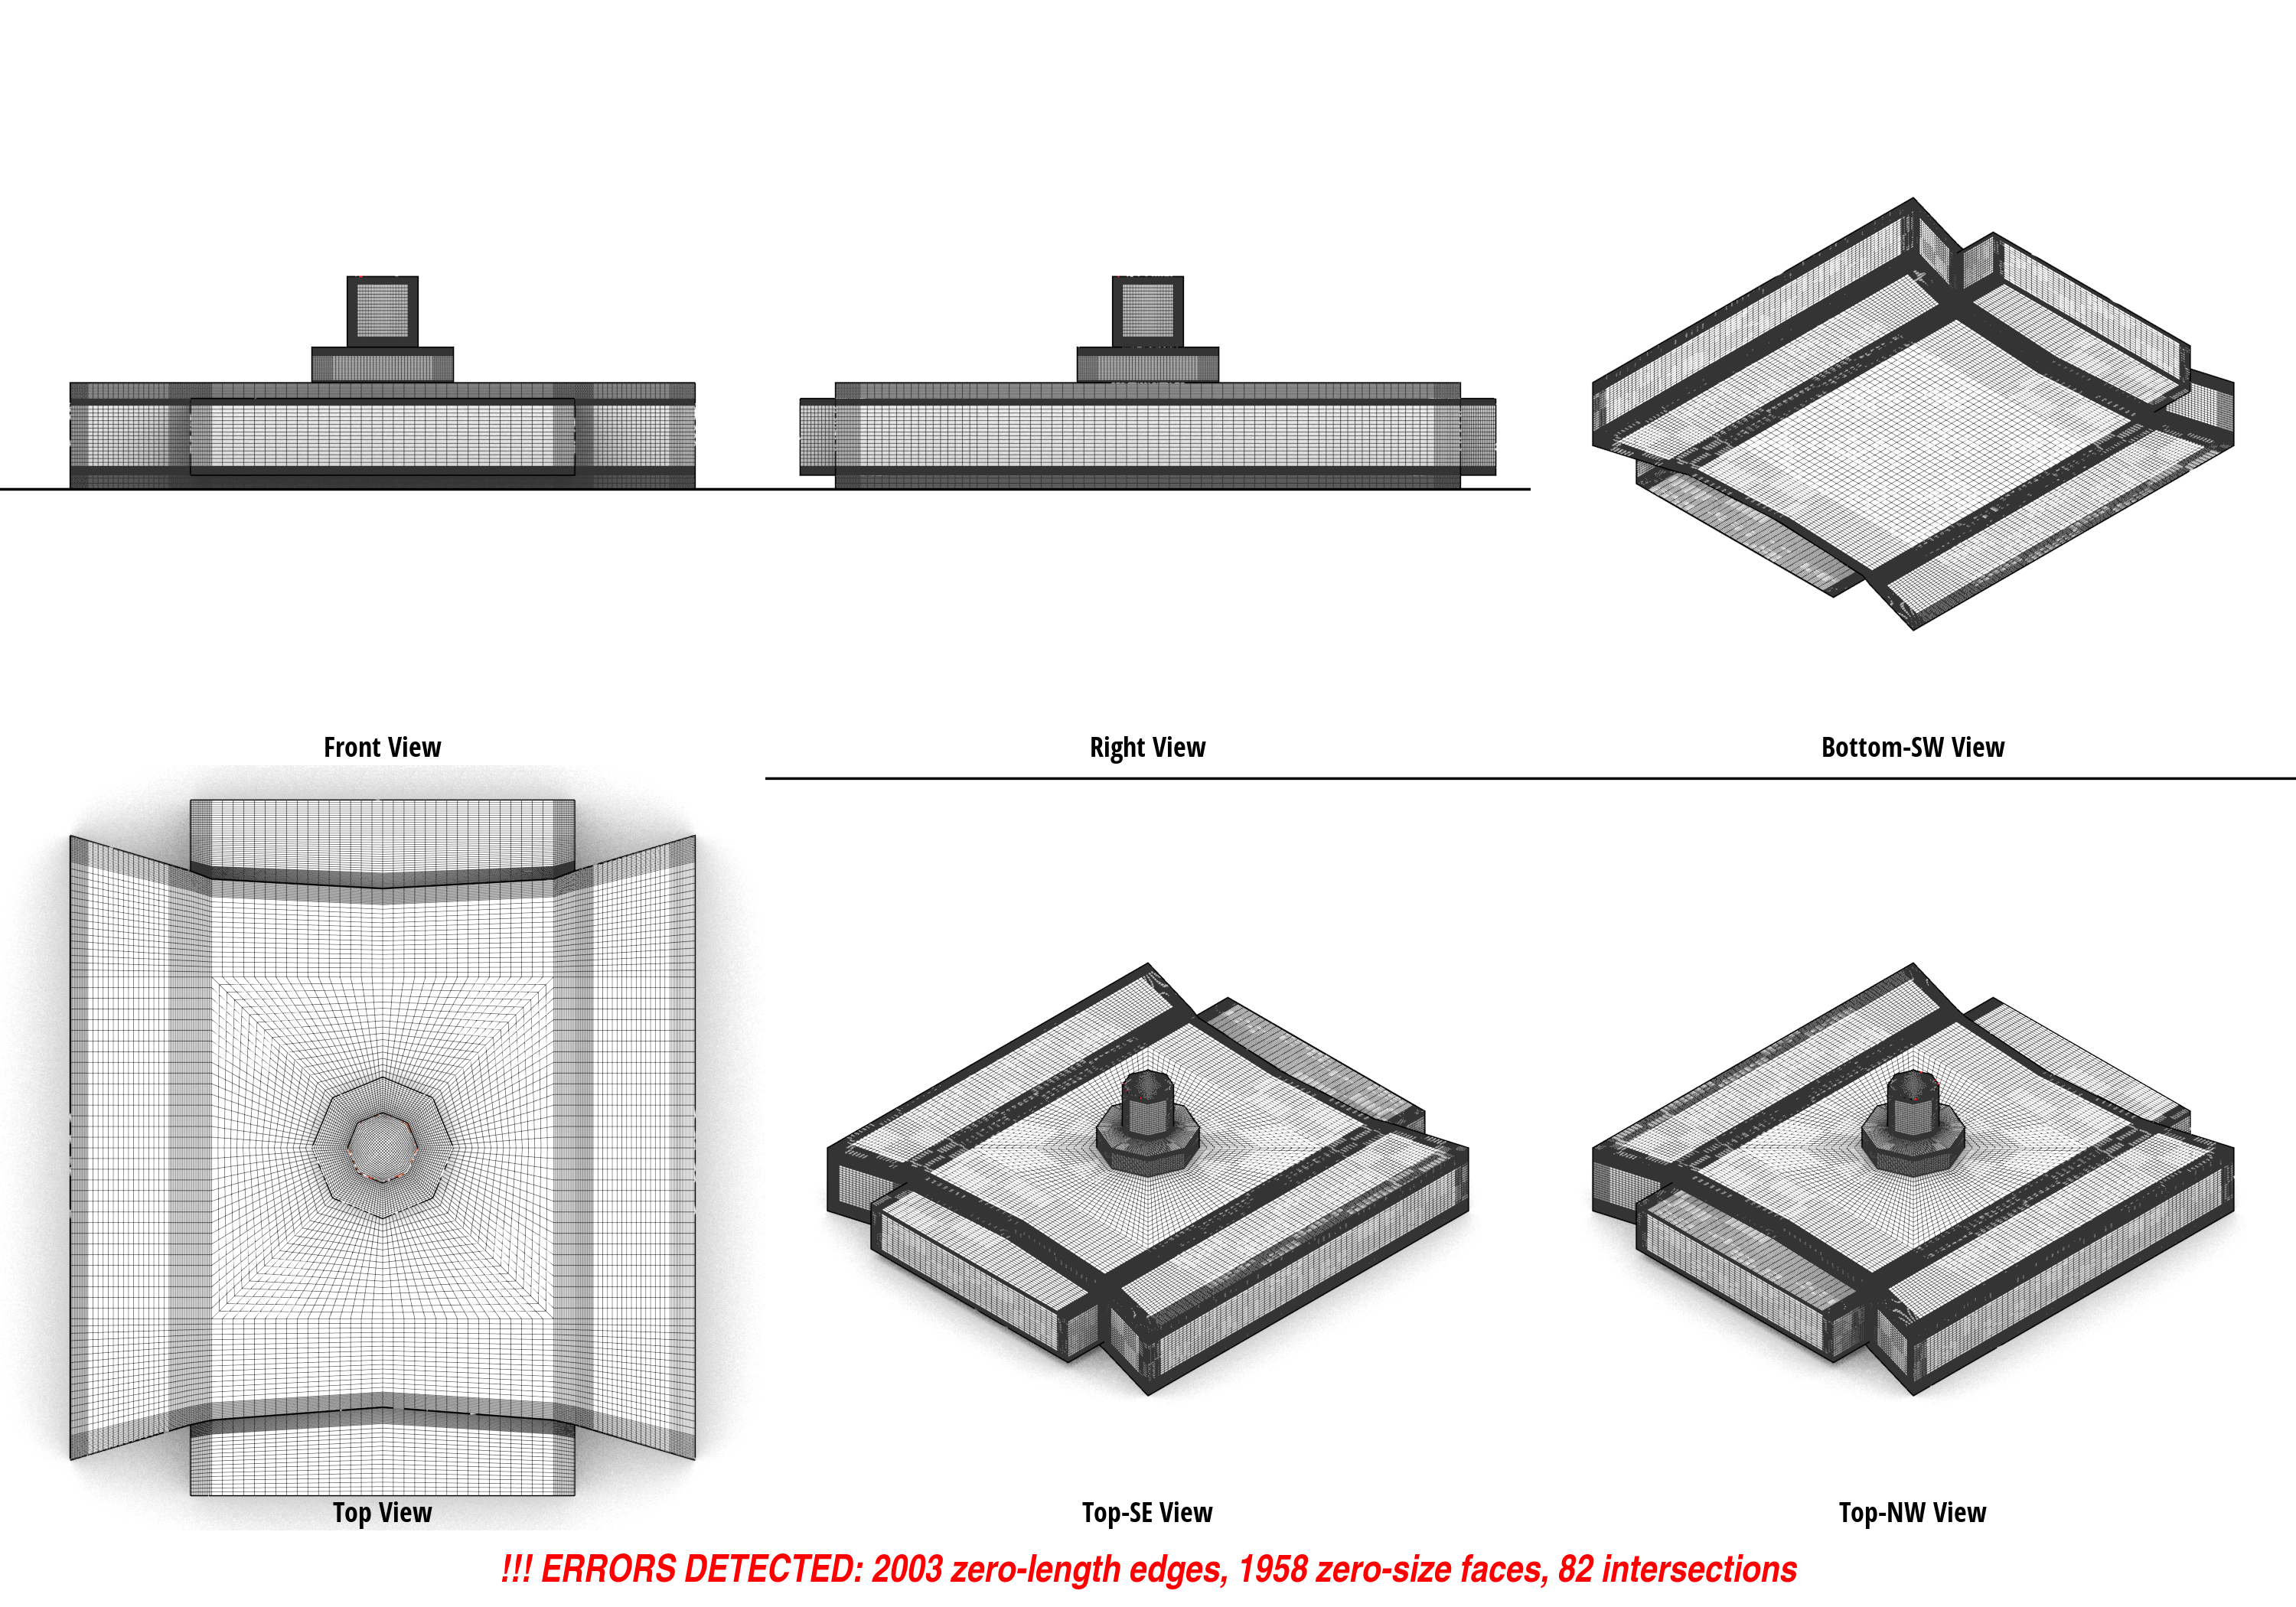 Front View
Right View
Bottom-SW View
Top View
Top-SE View
Top-NW View
!!! ERRORS DETECTED: 2003 zero-length edges, 1958 zero-size faces, 82 intersections